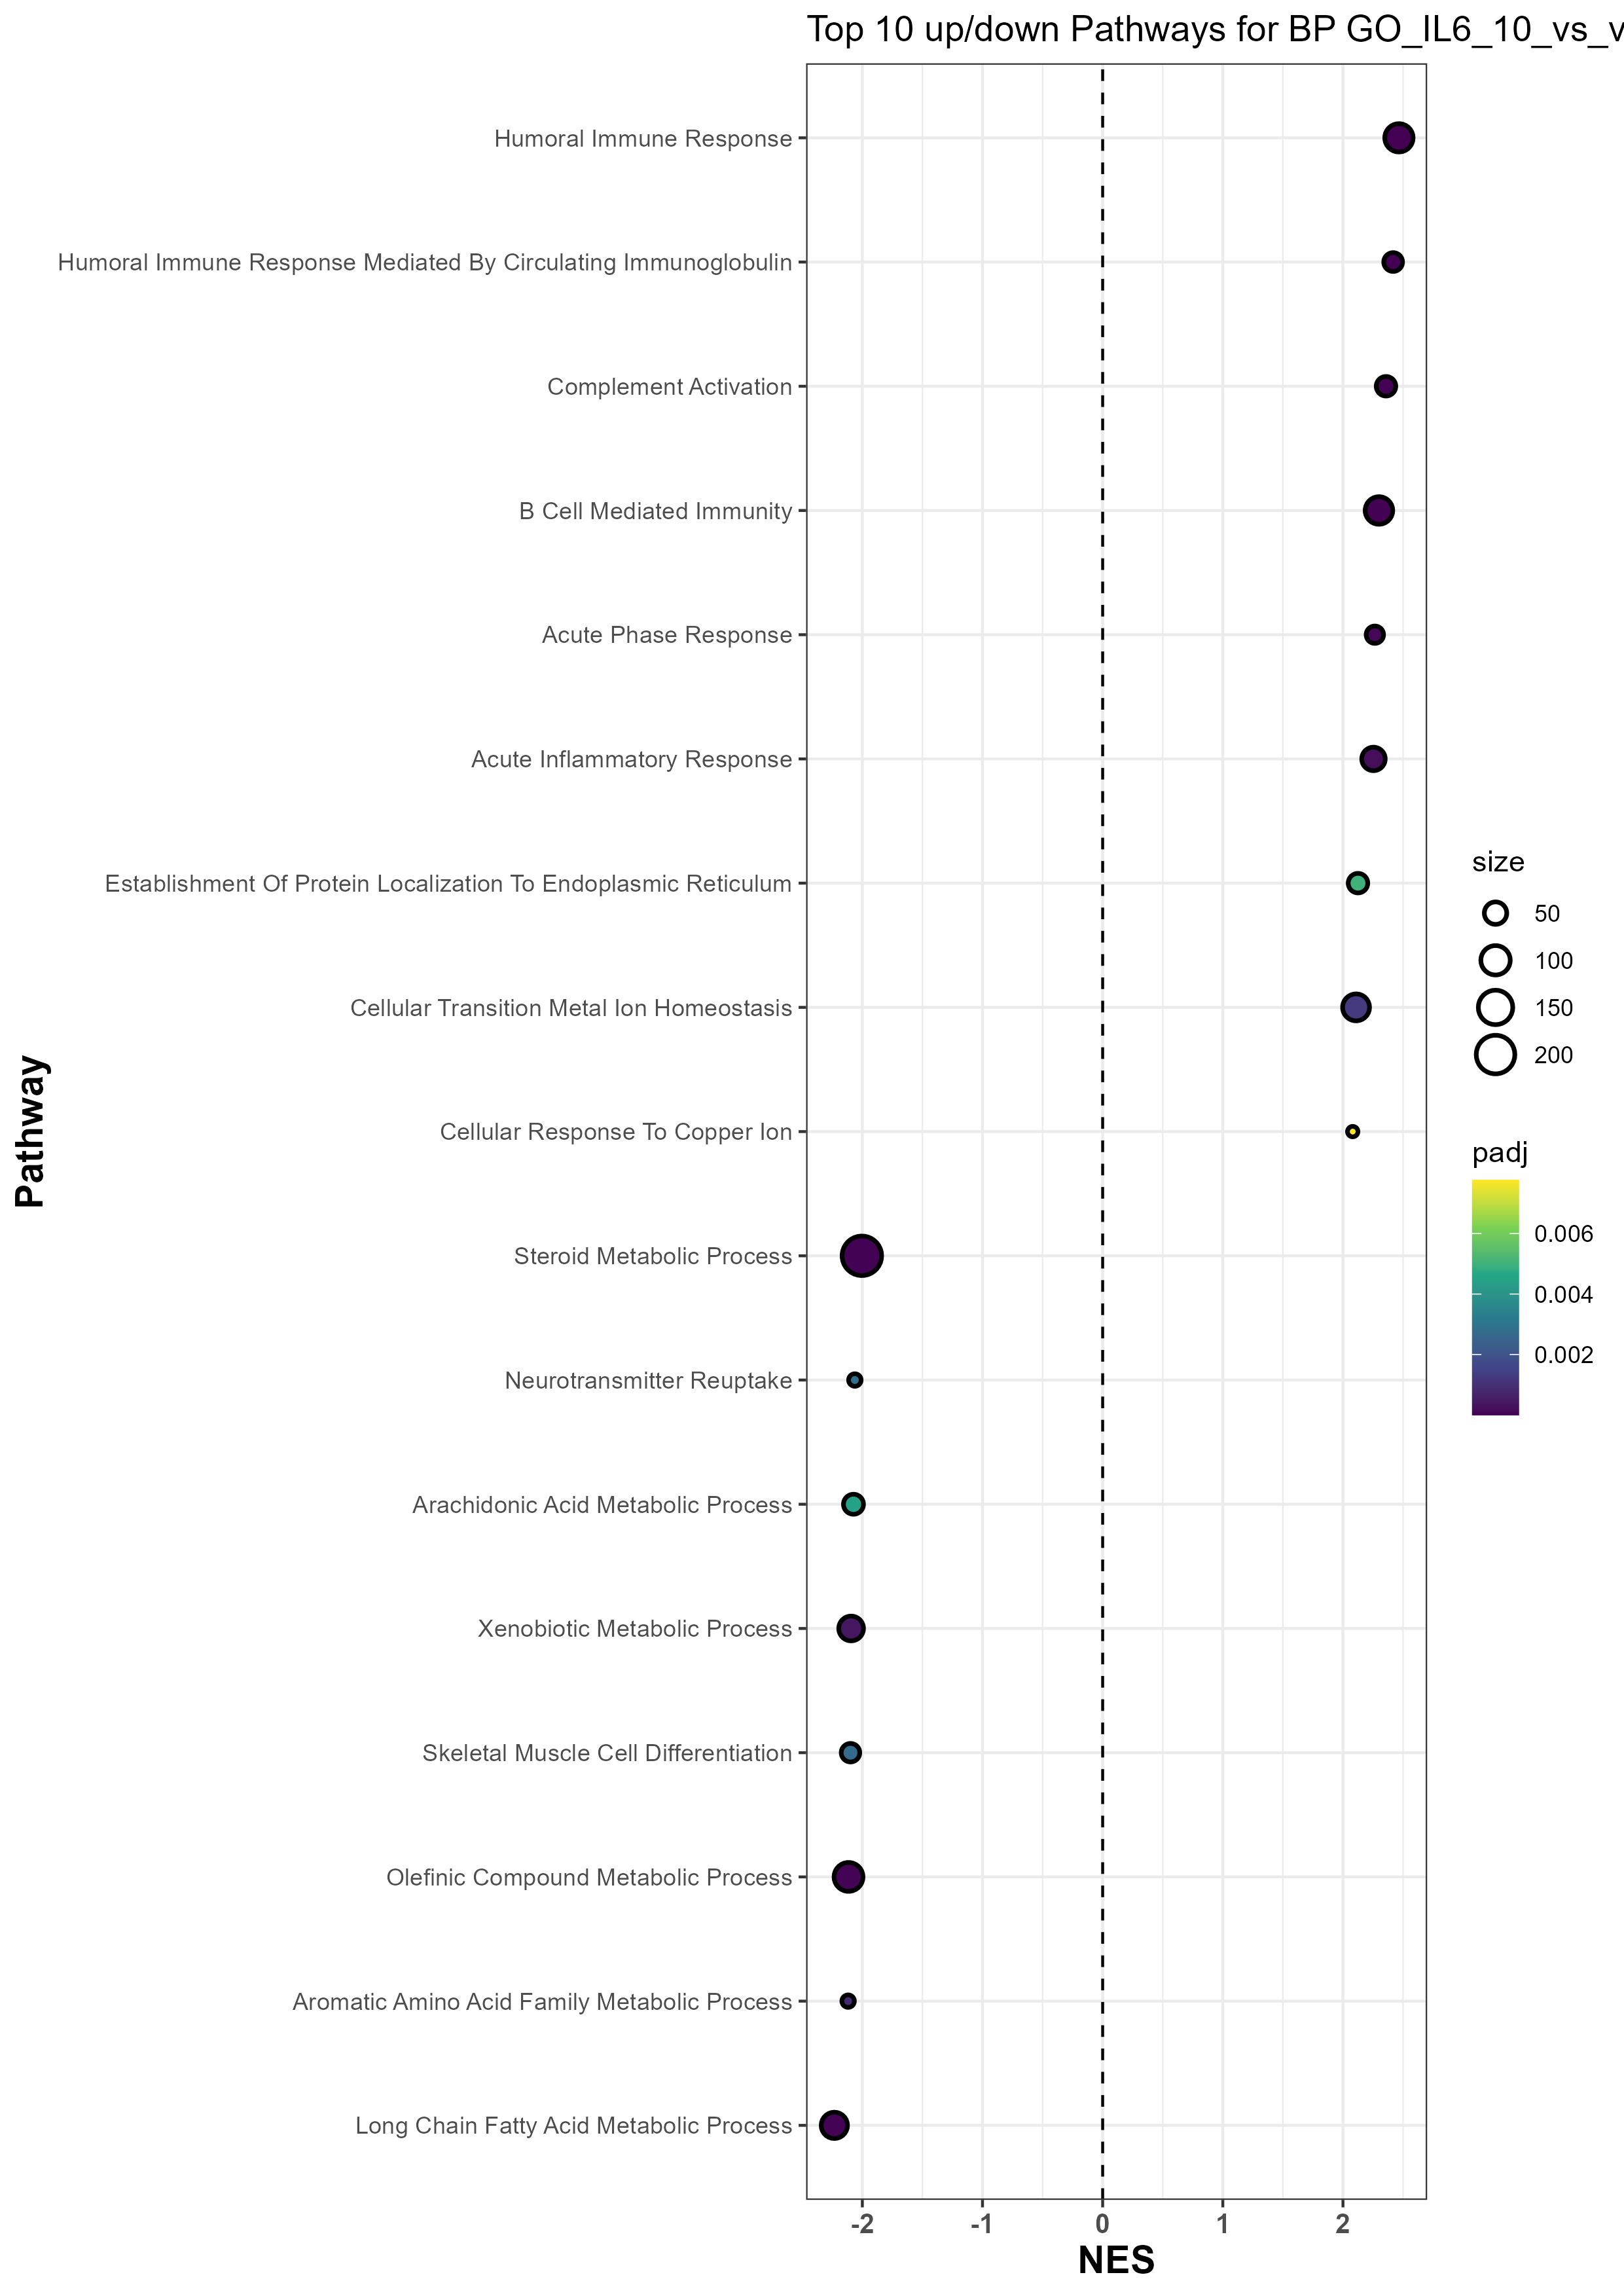 Top 10 up/down Pathways for BP GO_IL6_10_vs_v
Humoral Immune Response
Humoral Immune Response Mediated By Circulating Immunoglobulin
Complement Activation
B Cell Mediated Immunity
Acute Phase Response
Acute Inflammatory Response
Establishment Of Protein Localization To Endoplasmic Reticulum
Cellular Transition Metal Ion Homeostasis
Cellular Response To Copper Ion
Steroid Metabolic Process
Neurotransmitter Reuptake
Arachidonic Acid Metabolic Process
Xenobiotic Metabolic Process
Skeletal Muscle Cell Differentiation
Olefinic Compound Metabolic Process
Aromatic Amino Acid Family Metabolic Process
Long Chain Fatty Acid Metabolic Process
Pathway
-2 -1 0 1 2
NES
size
50
100
150
200
padj
0.006
0.004
0.002